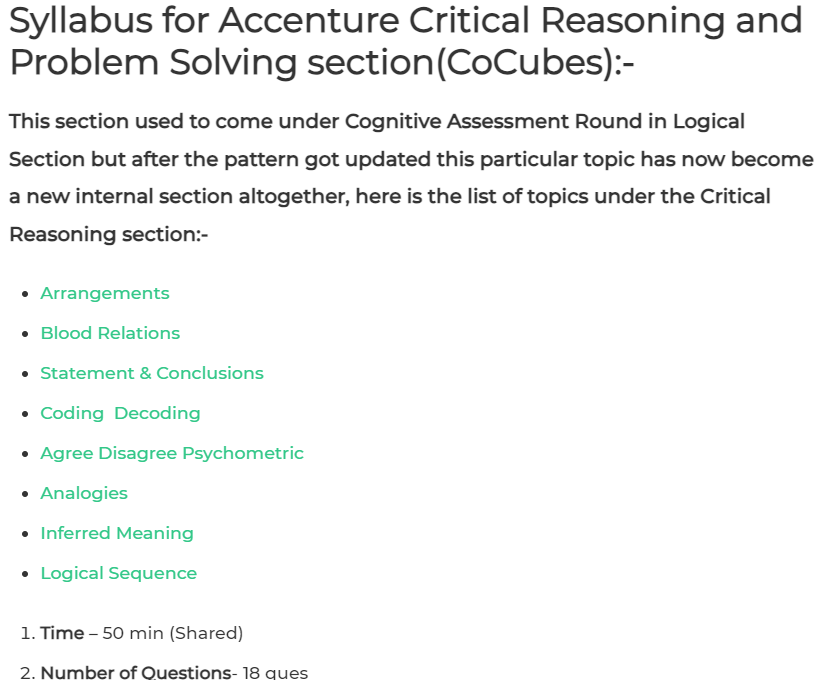 Syllabus for Accenture Critical Reasoning and
Problem Solving section(CoCubes):-
This section used to come under Cognitive Assessment Round in Logical
Section but after the pattern got updated this particular topic has now become
a new internal section altogether, here is the list of topics under the Critical
Reasoning section:-
• Arrangements
• Blood Relations
• Statement & Conclusions
• Coding  Decoding
• Agree Disagree Psychometric
• Analogies
• Inferred Meaning
• Logical Sequence
1. Time – 50 min (Shared)
2. Number of Questions- 18 ques